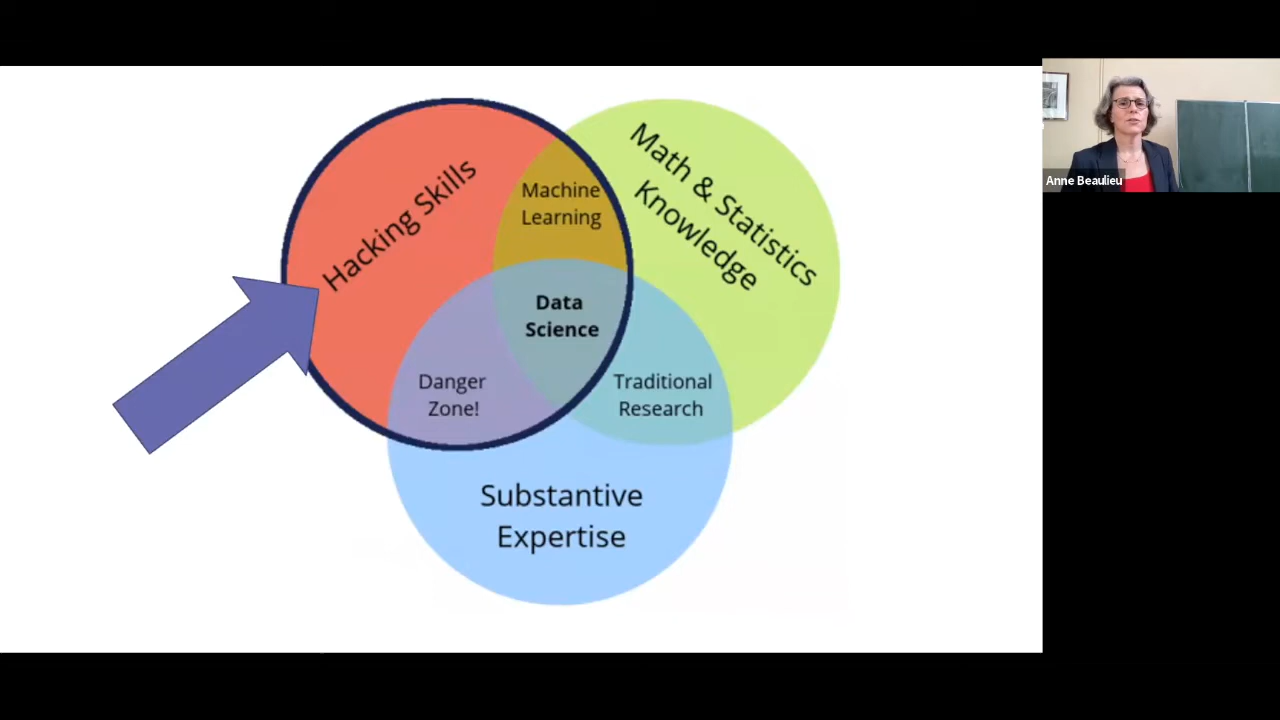 Hacking Skills
Math & Statistics
Knowledge
Machine
Learning
Data
Science
Danger
Zone!
Traditional
Research
Substantive
Expertise
Anne Beaulieu